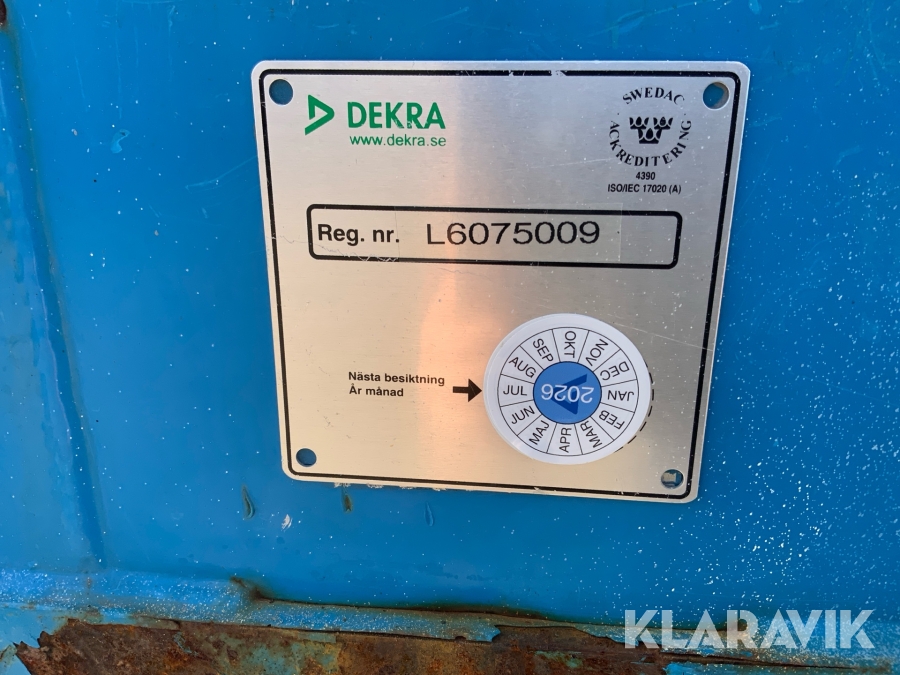 DEKRA
www.dekra.se
SWEDAC
ACKREDITERING
4390
ISO/IEC 17020 (A)
Reg. nr. L6075009
Nästa besiktning
År månad
JAN FEB MAR APR MAJ JUN JUL AUG SEP OKT NOV DEC
2026
KLARAVIK